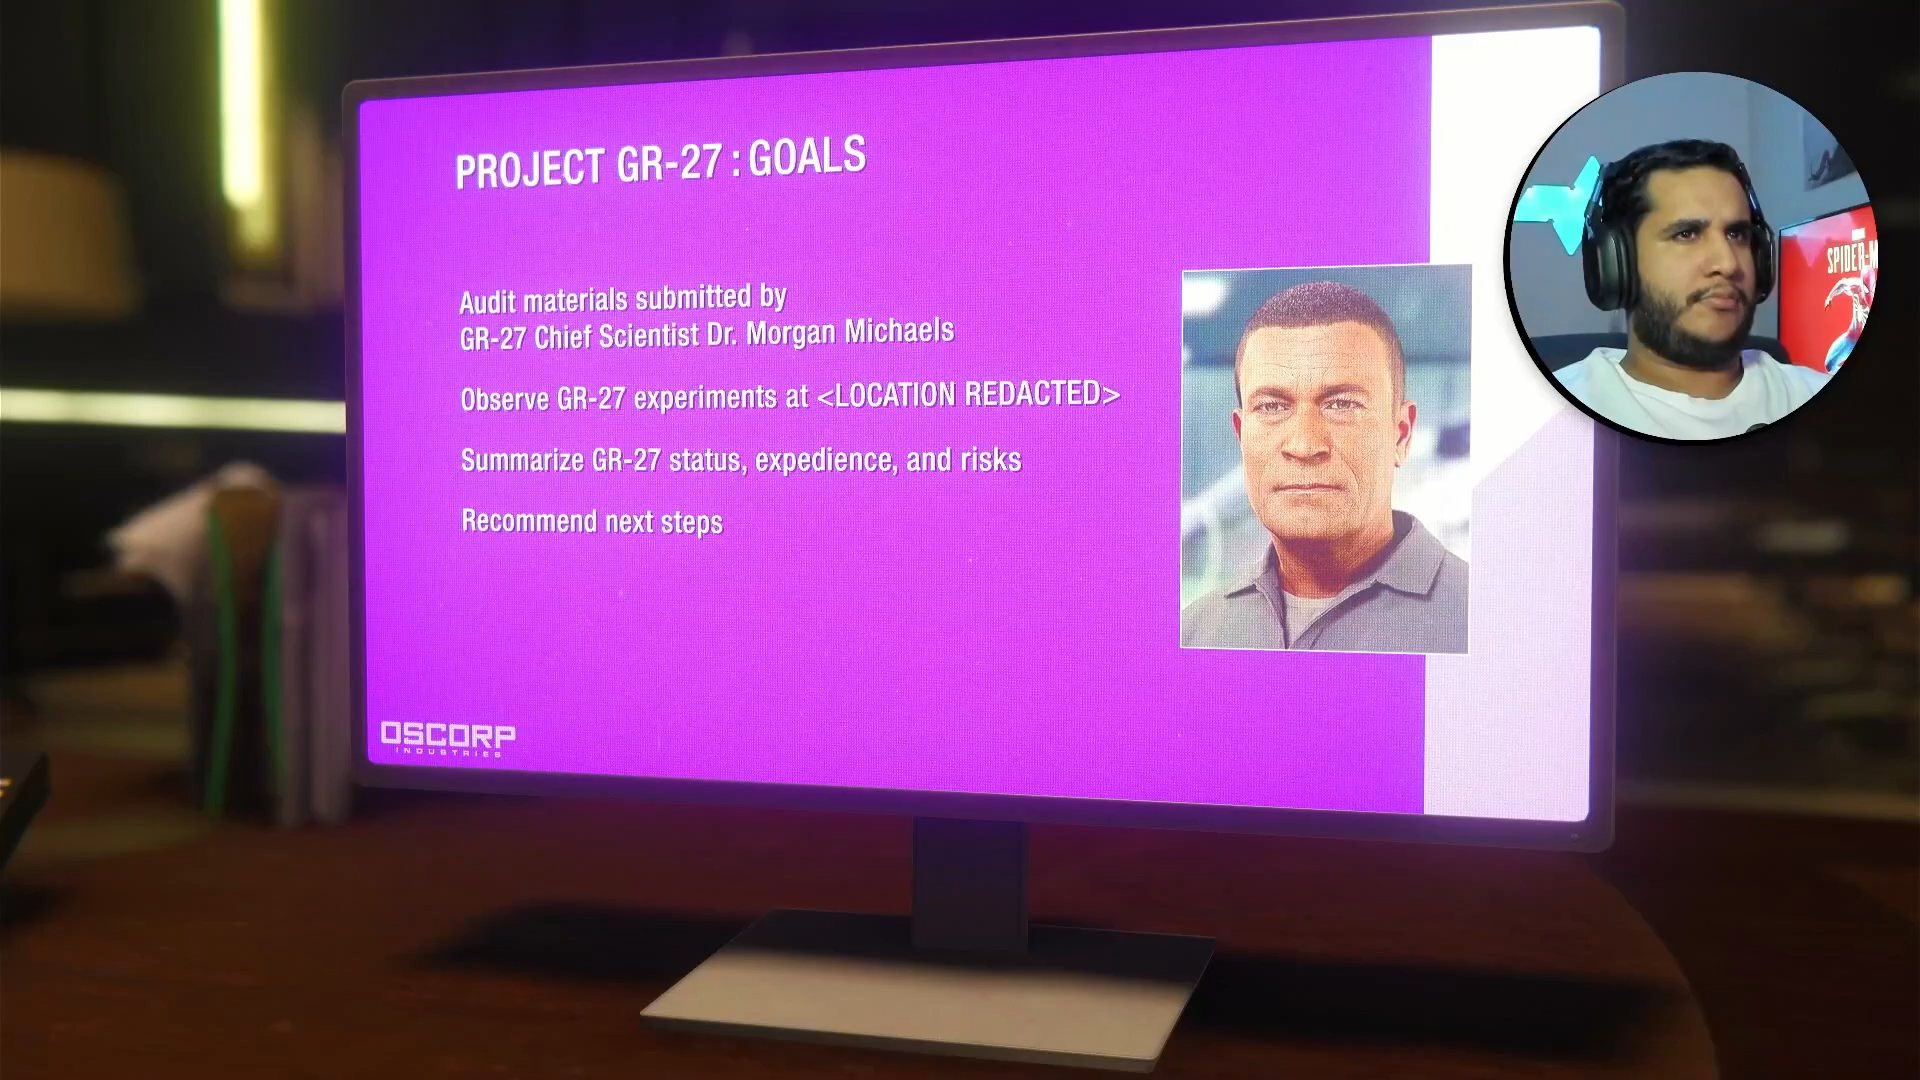 PROJECT GR-27 : GOALS
Audit materials submitted by
GR-27 Chief Scientist Dr. Morgan Michaels
Observe GR-27 experiments at <LOCATION REDACTED>
Summarize GR-27 status, expedience, and risks
Recommend next steps
OSCORP
INDUSTRIES
SPIDER-M